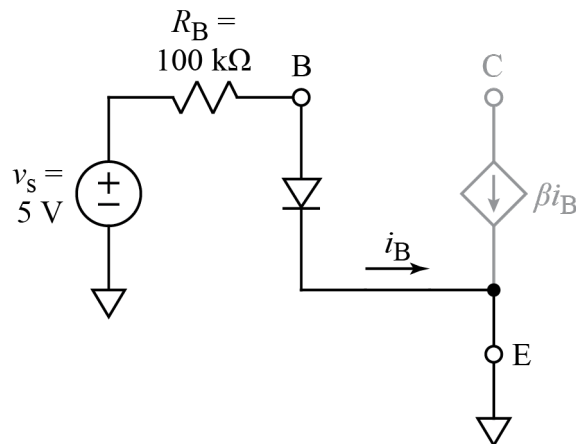 R_B =
100 kΩ
B
C
v_s =
5 V
+
−
βi_B
i_B
E